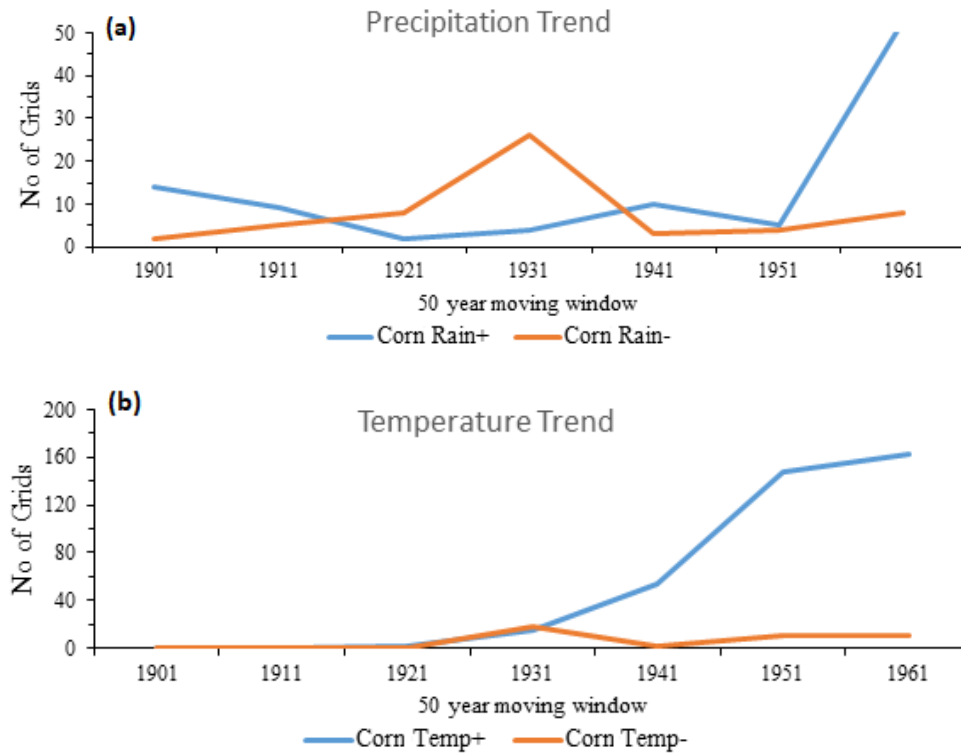 (a)
Precipitation Trend
No of Grids
50
40
30
20
10
0
1901 1911 1921 1931 1941 1951 1961
50 year moving window
Corn Rain+ Corn Rain-
(b)
Temperature Trend
No of Grids
200
160
120
80
40
0
1901 1911 1921 1931 1941 1951 1961
50 year moving window
Corn Temp+ Corn Temp-